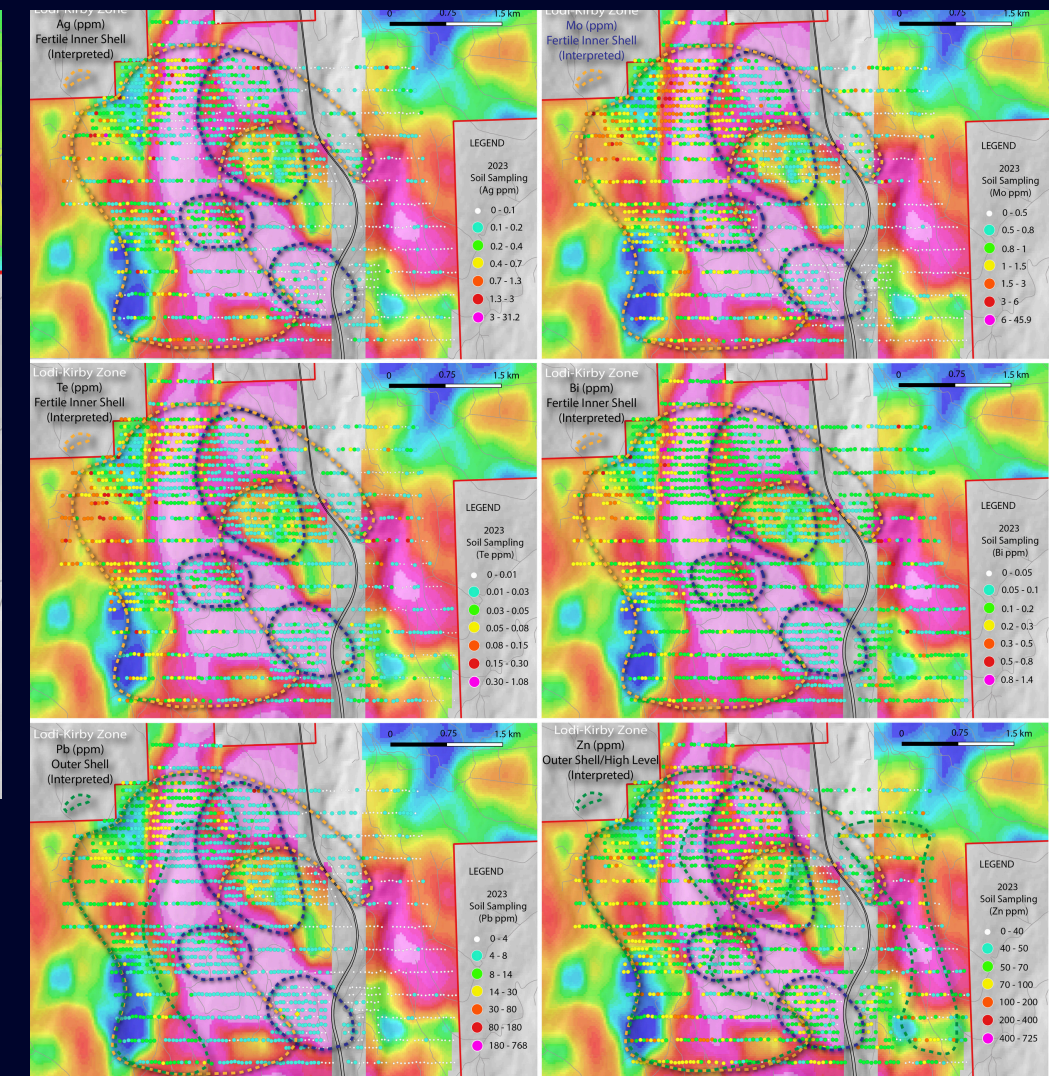 Lodi-Kirby Zone
Ag (ppm)
Fertile Inner Shell
(Interpreted)
0 0.75 1.5 km
LEGEND
2023
Soil Sampling
(Ag ppm)
0 - 0.1
0.1 - 0.2
0.2 - 0.4
0.4 - 0.7
0.7 - 1.3
1.3 - 3
3 - 31.2
Lodi-Kirby Zone
Mo (ppm)
Fertile Inner Shell
(Interpreted)
0 0.75 1.5 km
LEGEND
2023
Soil Sampling
(Mo ppm)
0 - 0.5
0.5 - 0.8
0.8 - 1
1 - 1.5
1.5 - 3
3 - 6
6 - 45.9
Lodi-Kirby Zone
Te (ppm)
Fertile Inner Shell
(Interpreted)
0 0.75 1.5 km
LEGEND
2023
Soil Sampling
(Te ppm)
0 - 0.01
0.01 - 0.03
0.03 - 0.05
0.05 - 0.08
0.08 - 0.15
0.15 - 0.30
0.30 - 1.08
Lodi-Kirby Zone
Bi (ppm)
Fertile Inner Shell
(Interpreted)
0 0.75 1.5 km
LEGEND
2023
Soil Sampling
(Bi ppm)
0 - 0.05
0.05 - 0.1
0.1 - 0.2
0.2 - 0.3
0.3 - 0.5
0.5 - 0.8
0.8 - 1.4
Lodi-Kirby Zone
Pb (ppm)
Outer Shell
(Interpreted)
0 0.75 1.5 km
LEGEND
2023
Soil Sampling
(Pb ppm)
0 - 4
4 - 8
8 - 14
14 - 30
30 - 80
80 - 180
180 - 768
Lodi-Kirby Zone
Zn (ppm)
Outer Shell/High Level
(Interpreted)
0 0.75 1.5 km
LEGEND
2023
Soil Sampling
(Zn ppm)
0 - 40
40 - 50
50 - 70
70 - 100
100 - 200
200 - 400
400 - 725